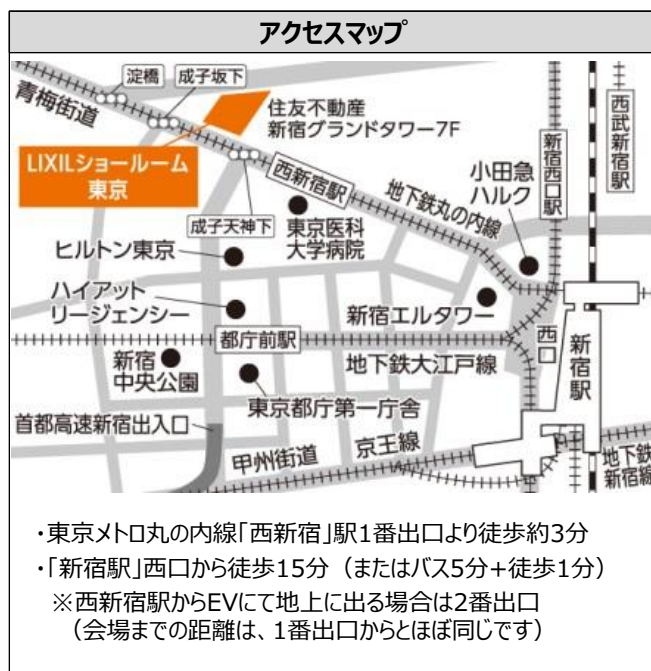 アクセスマップ
淀橋
成子坂下
青梅街道
住友不動産
新宿グランドタワー7F
LIXILショールーム
東京
西新宿駅
成子天神下
地下鉄丸の内線
小田急
ハルク
新宿西口駅
西武新宿駅
東京医科
大学病院
ヒルトン東京
ハイアット
リージェンシー
新宿エルタワー
西口
新宿駅
都庁前駅
地下鉄大江戸線
新宿
中央公園
東京都庁第一庁舎
首都高速新宿出入口
甲州街道
京王線
地下鉄
新宿線
・東京メトロ丸の内線「西新宿」駅1番出口より徒歩約3分
・「新宿駅」西口から徒歩15分（またはバス5分+徒歩1分）
※西新宿駅からEVにて地上に出る場合は2番出口
（会場までの距離は、1番出口からとほぼ同じです）